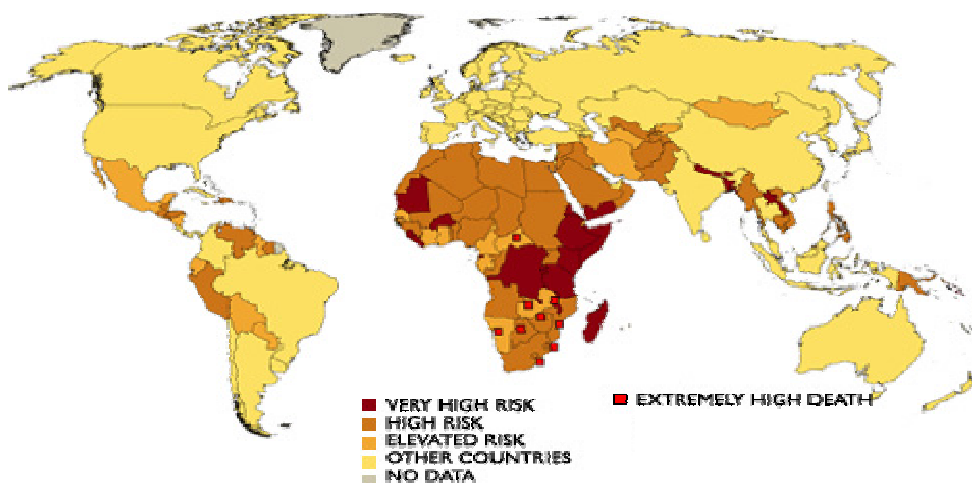 VERY HIGH RISK
HIGH RISK
ELEVATED RISK
OTHER COUNTRIES
NO DATA
EXTREMELY HIGH DEATH